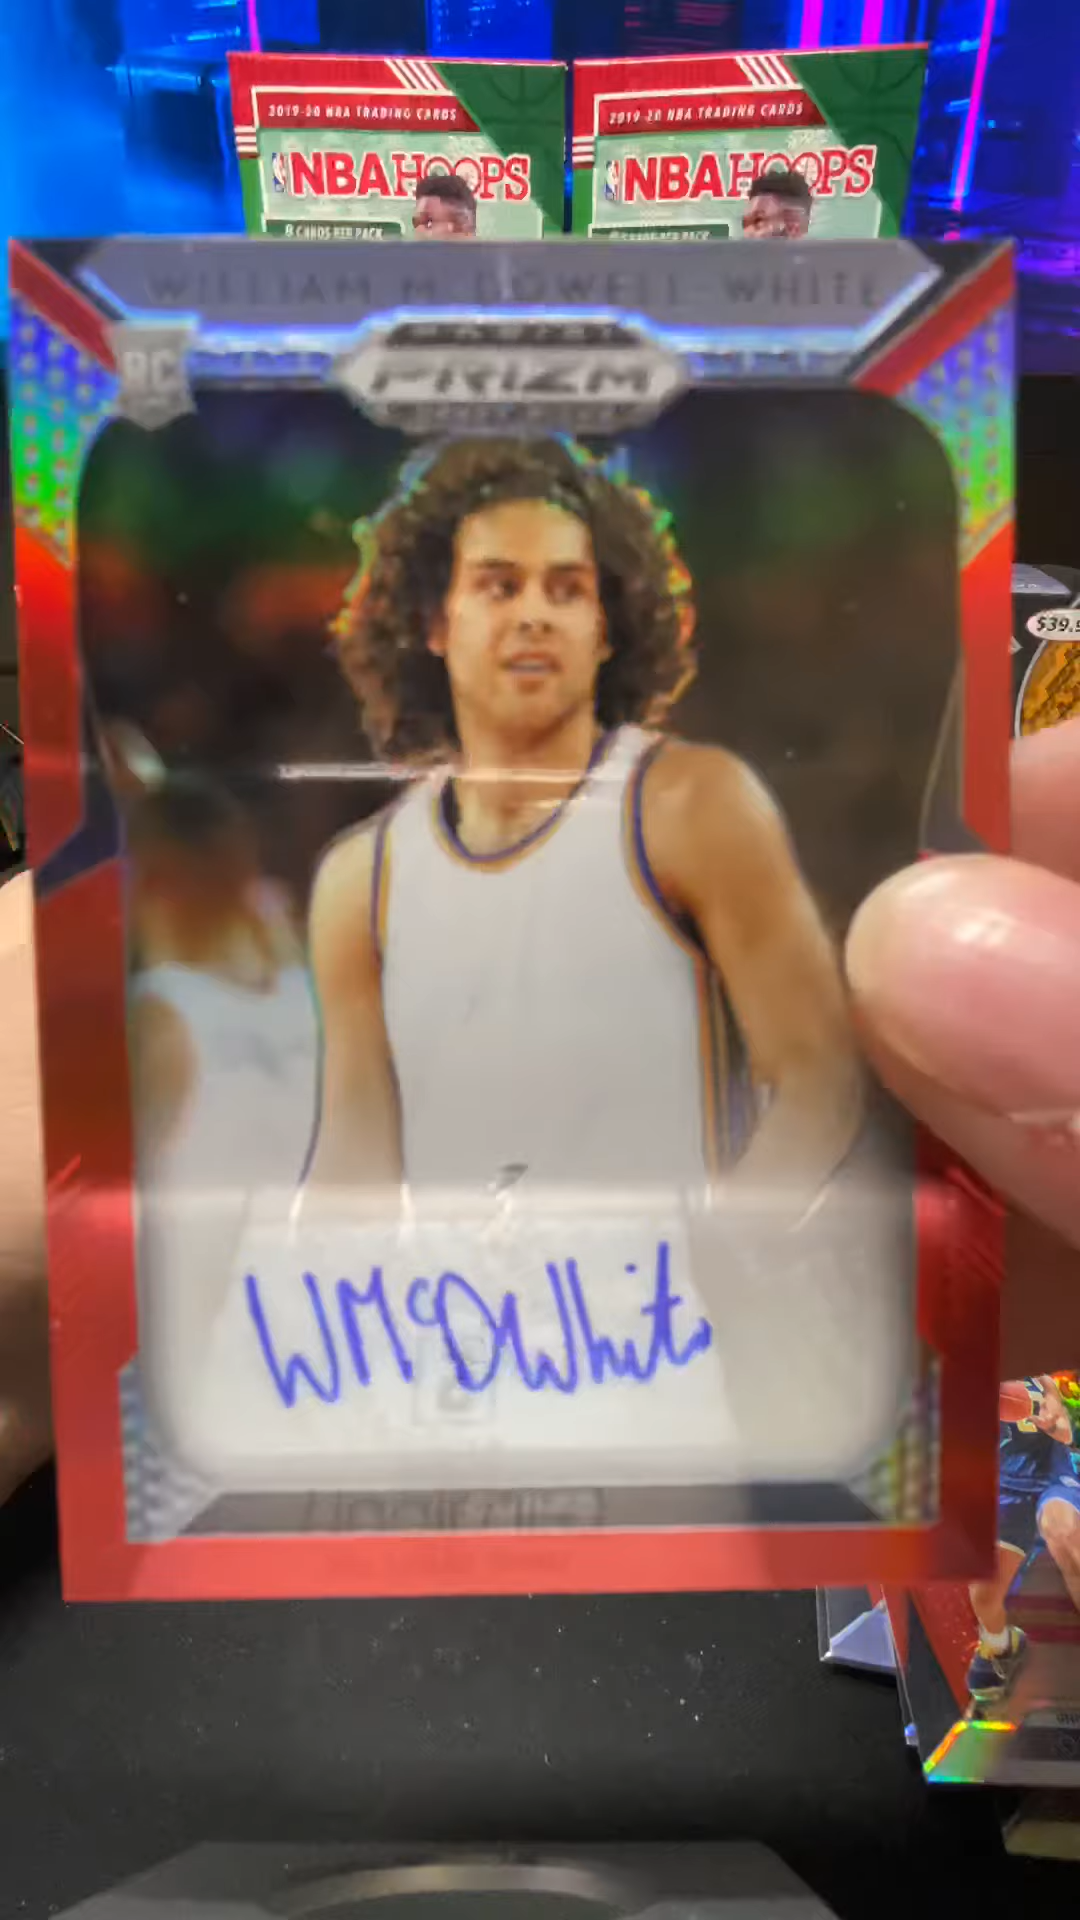 2019-20 NBA TRADING CARDS
NBA HOOPS
8 CARDS PER PACK
2019-20 NBA TRADING CARDS
NBA HOOPS
8 CARDS PER PACK
WILLIAM McDOWELL-WHITE
RC
PANINI
PRIZM
$39.9
WMcDWhite